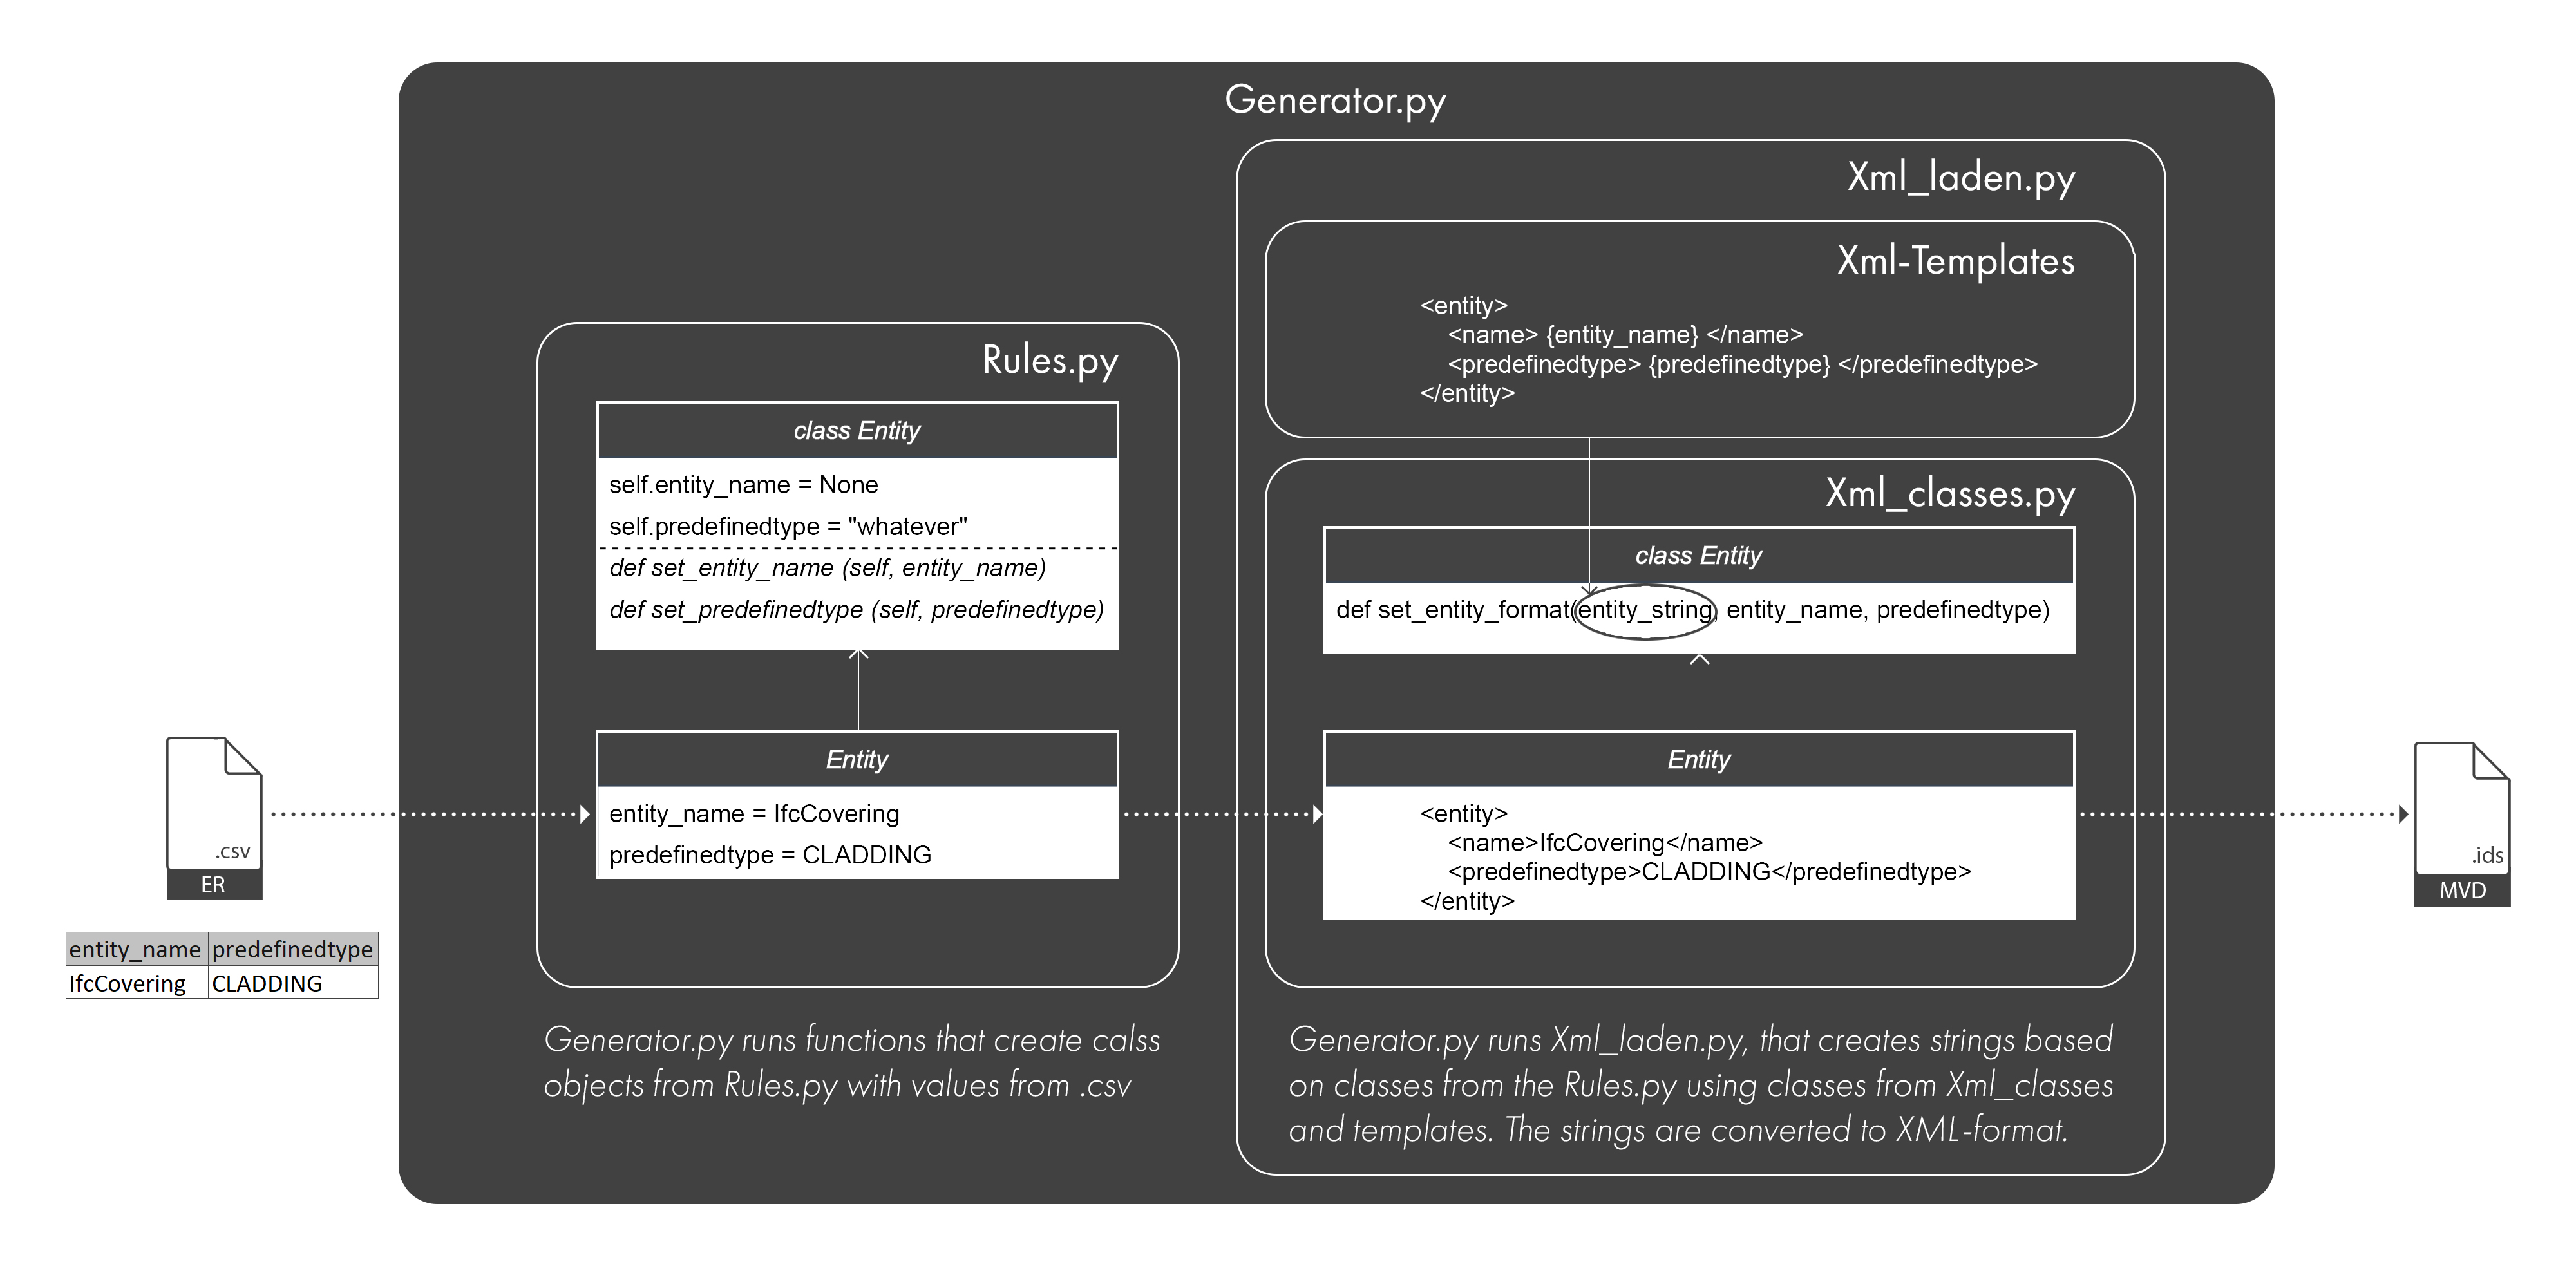 Generator.py
.csv
ER
entity_name predefinedtype
IfcCovering CLADDING
Rules.py
class Entity
self.entity_name = None
self.predefinedtype = "whatever"
def set_entity_name (self, entity_name)
def set_predefinedtype (self, predefinedtype)
Entity
entity_name = IfcCovering
predefinedtype = CLADDING
Generator.py runs functions that create calss
objects from Rules.py with values from .csv
Xml_laden.py
Xml-Templates
<entity>
<name> {entity_name} </name>
<predefinedtype> {predefinedtype} </predefinedtype>
</entity>
Xml_classes.py
class Entity
def set_entity_format(entity_string, entity_name, predefinedtype)
Entity
<entity>
<name>IfcCovering</name>
<predefinedtype>CLADDING</predefinedtype>
</entity>
Generator.py runs Xml_laden.py, that creates strings based
on classes from the Rules.py using classes from Xml_classes
and templates. The strings are converted to XML-format.
.ids
MVD